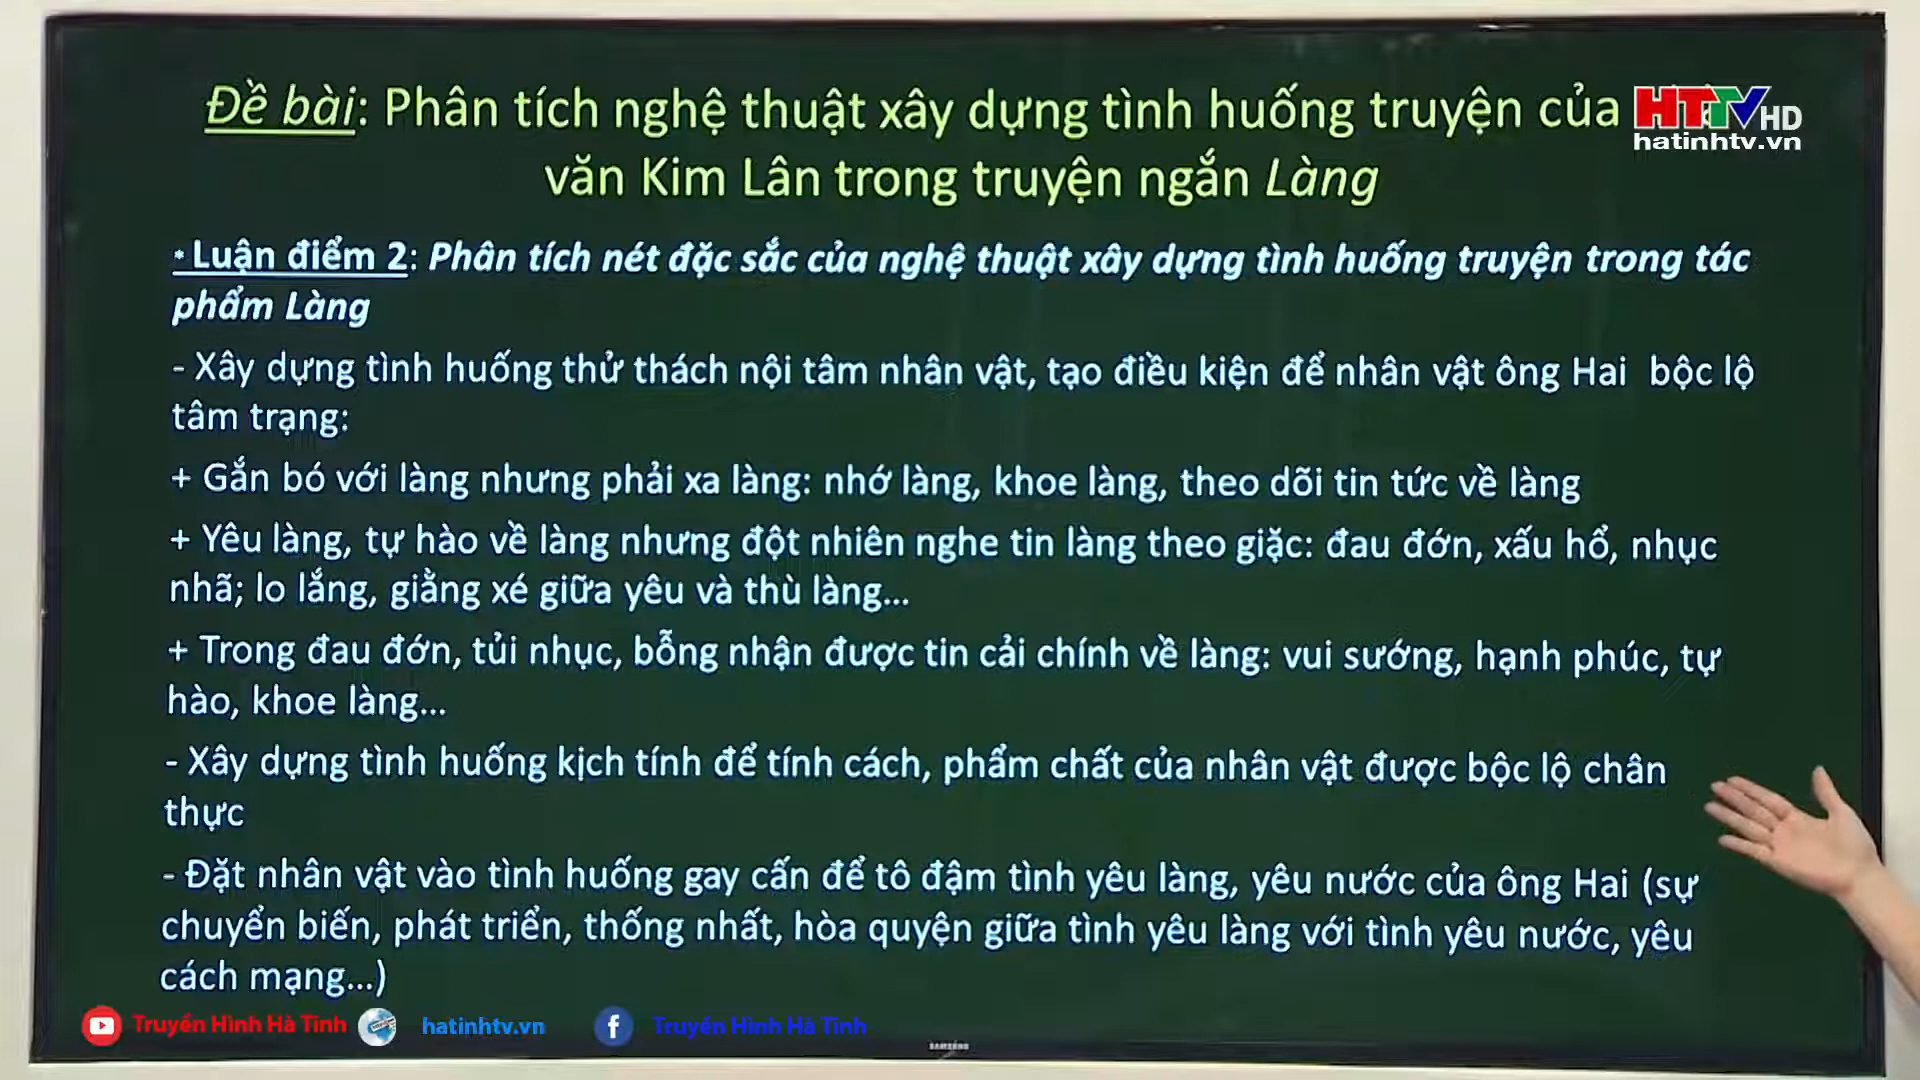 Đề bài: Phân tích nghệ thuật xây dựng tình huống truyện của
HTTV HD
hatinhtv.vn
văn Kim Lân trong truyện ngắn Làng
* Luận điểm 2: Phân tích nét đặc sắc của nghệ thuật xây dựng tình huống truyện trong tác
phẩm Làng
- Xây dựng tình huống thử thách nội tâm nhân vật, tạo điều kiện để nhân vật ông Hai bộc lộ
tâm trạng:
+ Gắn bó với làng nhưng phải xa làng: nhớ làng, khoe làng, theo dõi tin tức về làng
+ Yêu làng, tự hào về làng nhưng đột nhiên nghe tin làng theo giặc: đau đớn, xấu hổ, nhục
nhã; lo lắng, giằng xé giữa yêu và thù làng...
+ Trong đau đớn, tủi nhục, bỗng nhận được tin cải chính về làng: vui sướng, hạnh phúc, tự
hào, khoe làng...
- Xây dựng tình huống kịch tính để tính cách, phẩm chất của nhân vật được bộc lộ chân
thực
- Đặt nhân vật vào tình huống gay cấn để tô đậm tình yêu làng, yêu nước của ông Hai (sự
chuyển biến, phát triển, thống nhất, hòa quyện giữa tình yêu làng với tình yêu nước, yêu
cách mạng...)
Truyền Hình Hà Tĩnh hatinhtv.vn Truyền Hình Hà Tĩnh
SAMSUNG